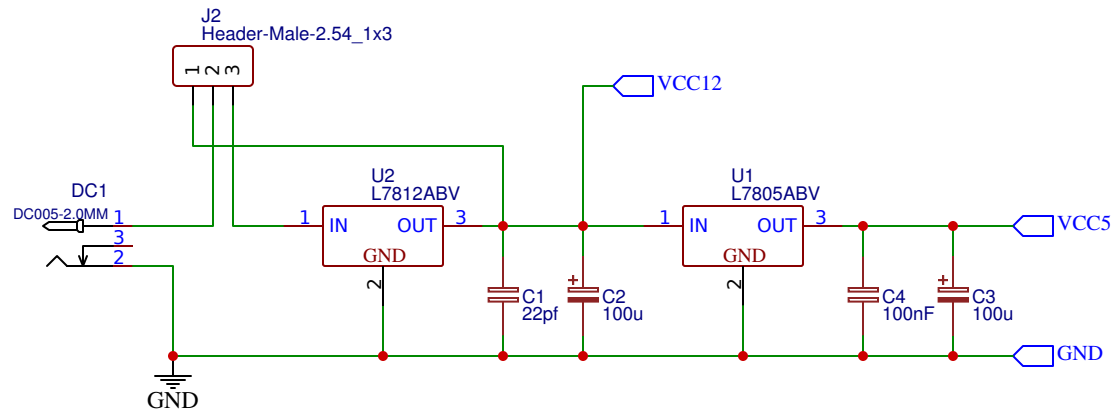 J2
Header-Male-2.54_1x3
1
2
3
VCC12
DC1
DC005-2.0MM
1
3
2
U2
L7812ABV
1
IN
OUT
3
GND
2
U1
L7805ABV
1
IN
OUT
3
GND
2
VCC5
C1
22pf
+
C2
100u
C4
100nF
+
C3
100u
GND
GND